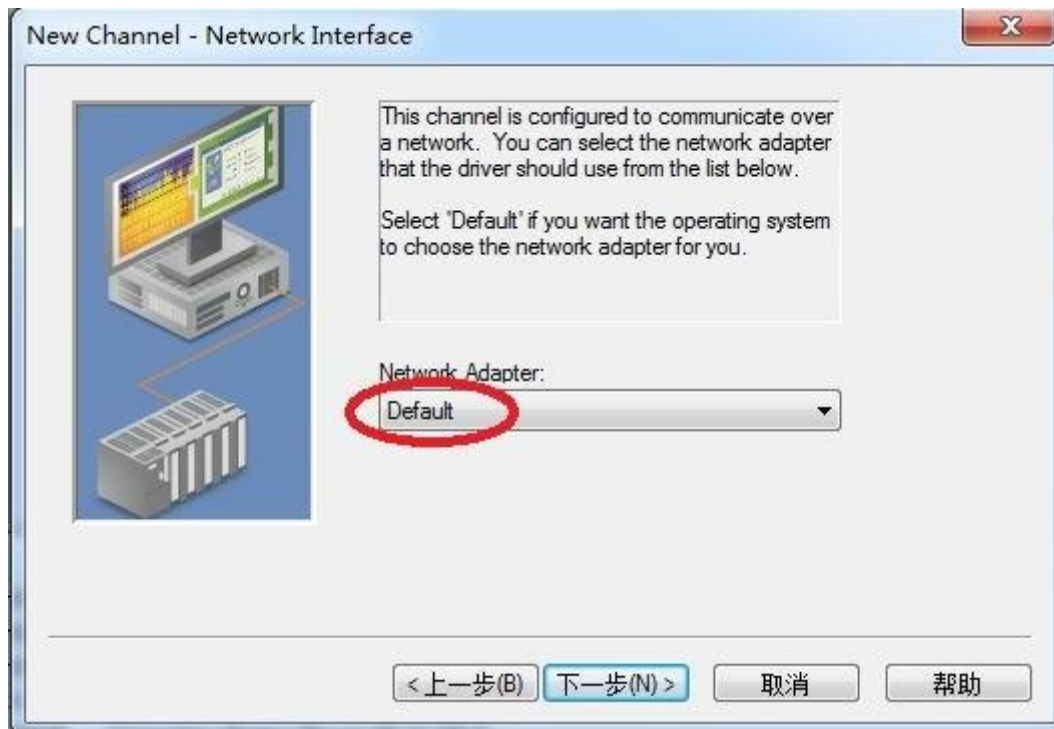 New Channel - Network Interface
This channel is configured to communicate over
a network. You can select the network adapter
that the driver should use from the list below.
Select 'Default' if you want the operating system
to choose the network adapter for you.
Network Adapter:
Default
<上一步(B) 下一步(N)> 取消 帮助